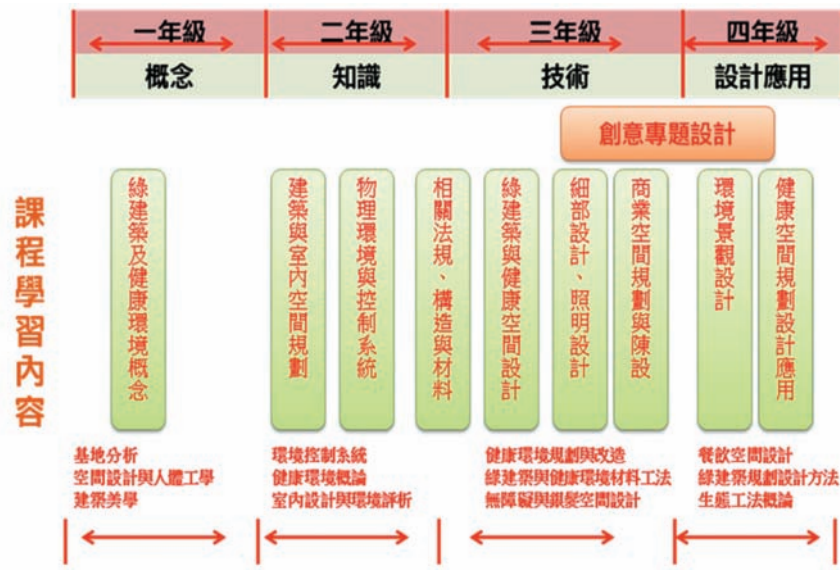 一年級
二年級
三年級
四年級
概念
知識
技術
設計應用
創意專題設計
課程學習內容
綠建築及健康環境概念
建築與室內空間規劃
物理環境與控制系統
相關法規、構造與材料
綠建築與健康空間設計
細部設計、照明設計
商業空間規劃與陳設
環境景觀設計
健康空間規劃設計應用
基地分析
空間設計與人體工學
建築美學
環境控制系統
健康環境概論
室內設計與環境評析
健康環境規劃與改造
綠建築與健康環境材料工法
無障礙與銀髮空間設計
餐飲空間設計
綠建築規劃設計方法
生態工法概論